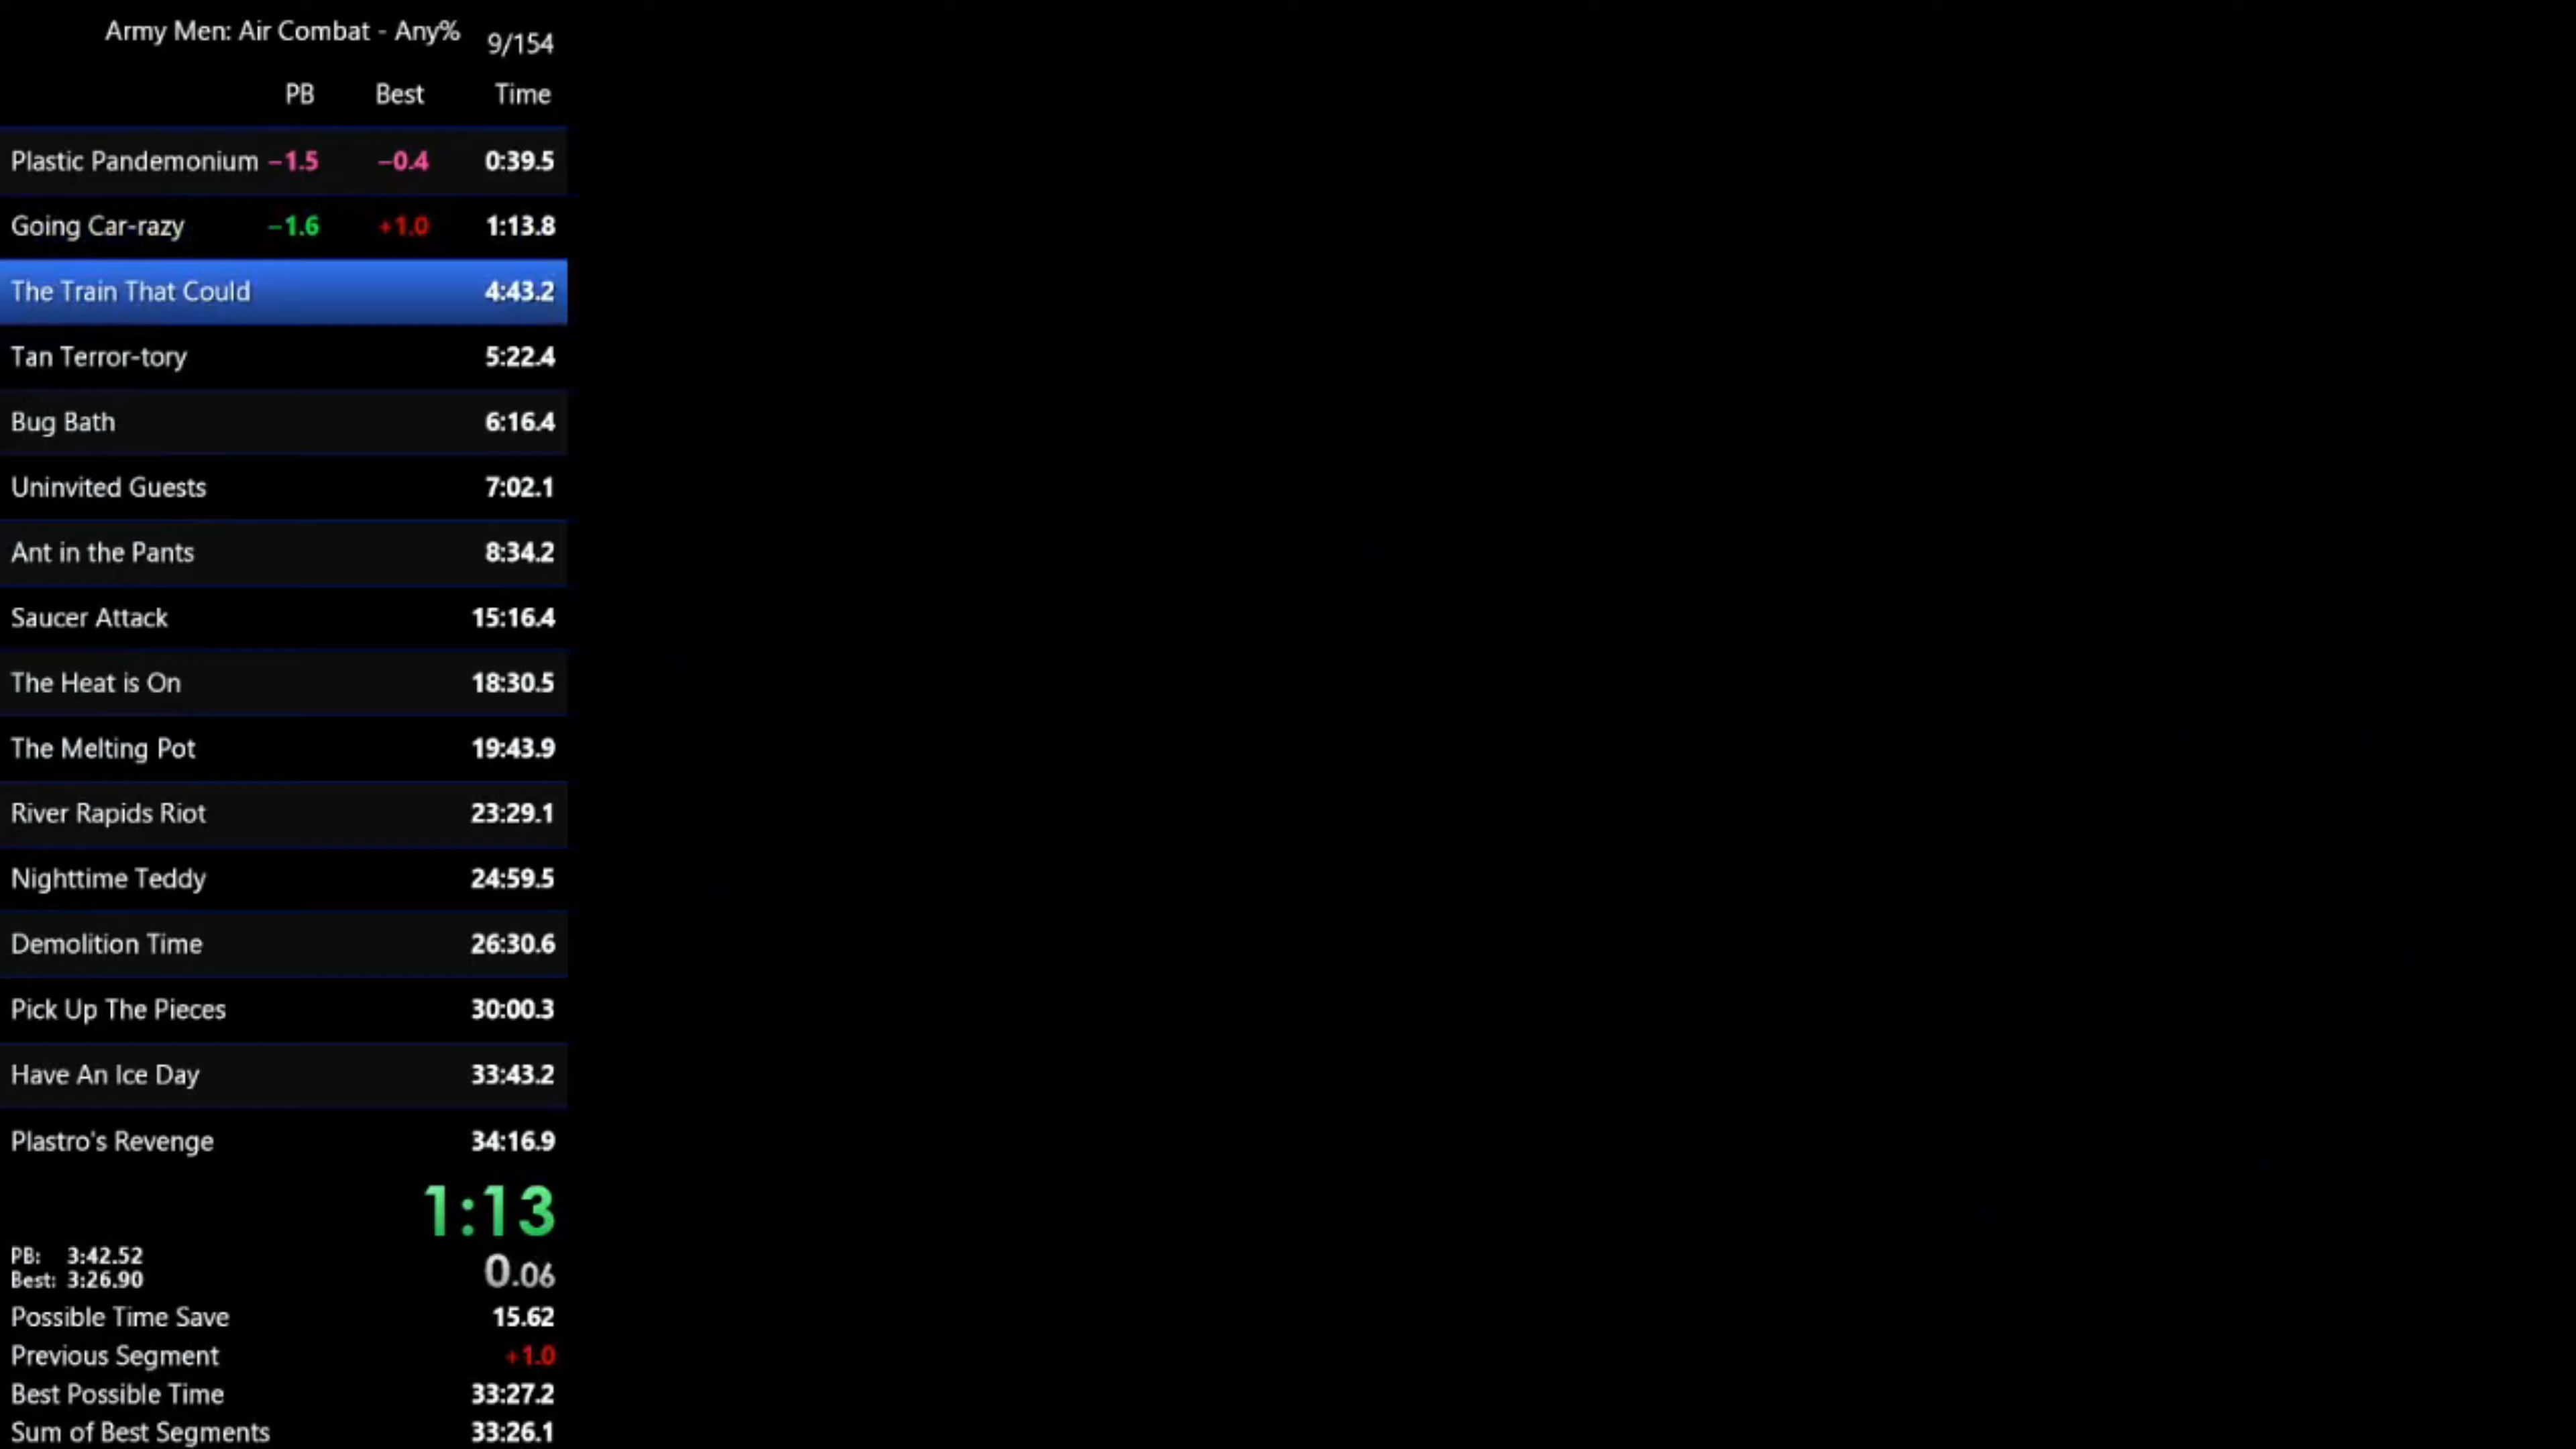 Army Men: Air Combat - Any% 9/154
PB Best Time
Plastic Pandemonium −1.5 −0.4 0:39.5
Going Car-razy −1.6 +1.0 1:13.8
The Train That Could 4:43.2
Tan Terror-tory 5:22.4
Bug Bath 6:16.4
Uninvited Guests 7:02.1
Ant in the Pants 8:34.2
Saucer Attack 15:16.4
The Heat is On 18:30.5
The Melting Pot 19:43.9
River Rapids Riot 23:29.1
Nighttime Teddy 24:59.5
Demolition Time 26:30.6
Pick Up The Pieces 30:00.3
Have An Ice Day 33:43.2
Plastro's Revenge 34:16.9
1:13
PB: 3:42.52
Best: 3:26.90
0.06
Possible Time Save 15.62
Previous Segment +1.0
Best Possible Time 33:27.2
Sum of Best Segments 33:26.1